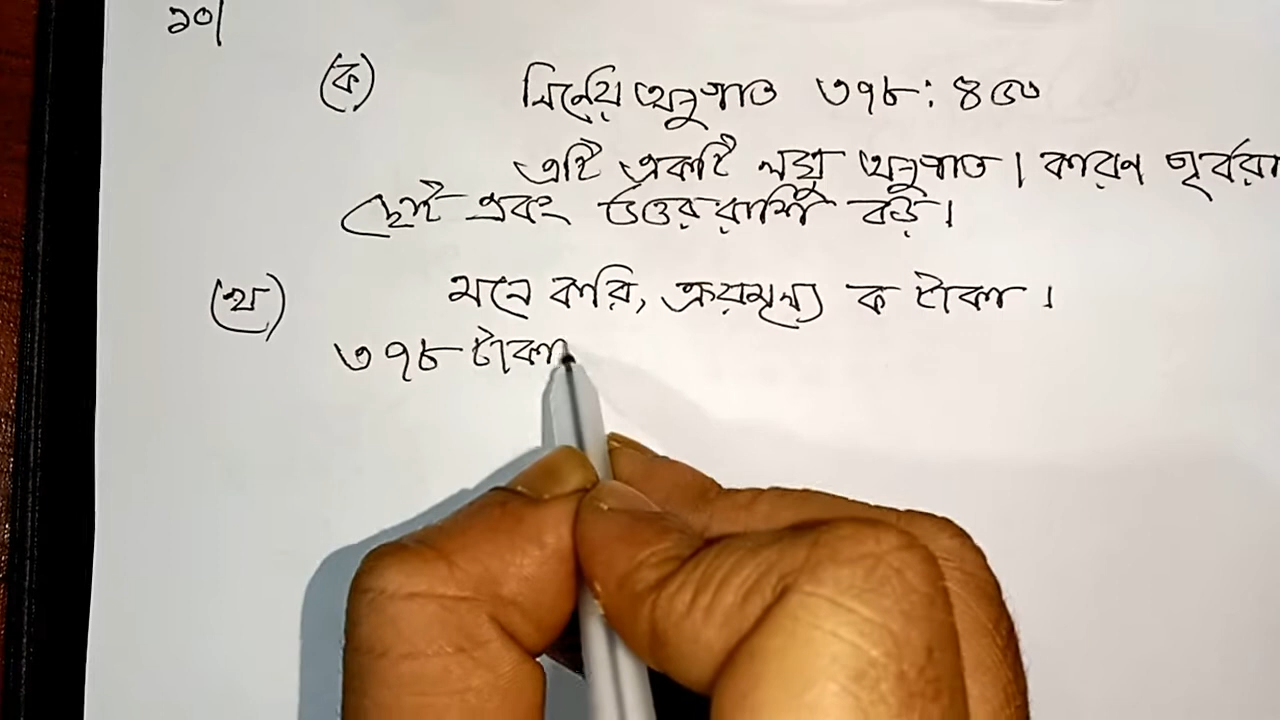 ১০|
(ক) নির্ণেয় অনুপাত ৩৭৮ : ৪৫০
এটি একটি লঘু অনুপাত। কারণ পূর্বরা
ছোট এবং উত্তর রাশি বড়।
(খ) মনে করি, ক্রয়মূল্য ক টাকা।
৩৭৮ টাকা